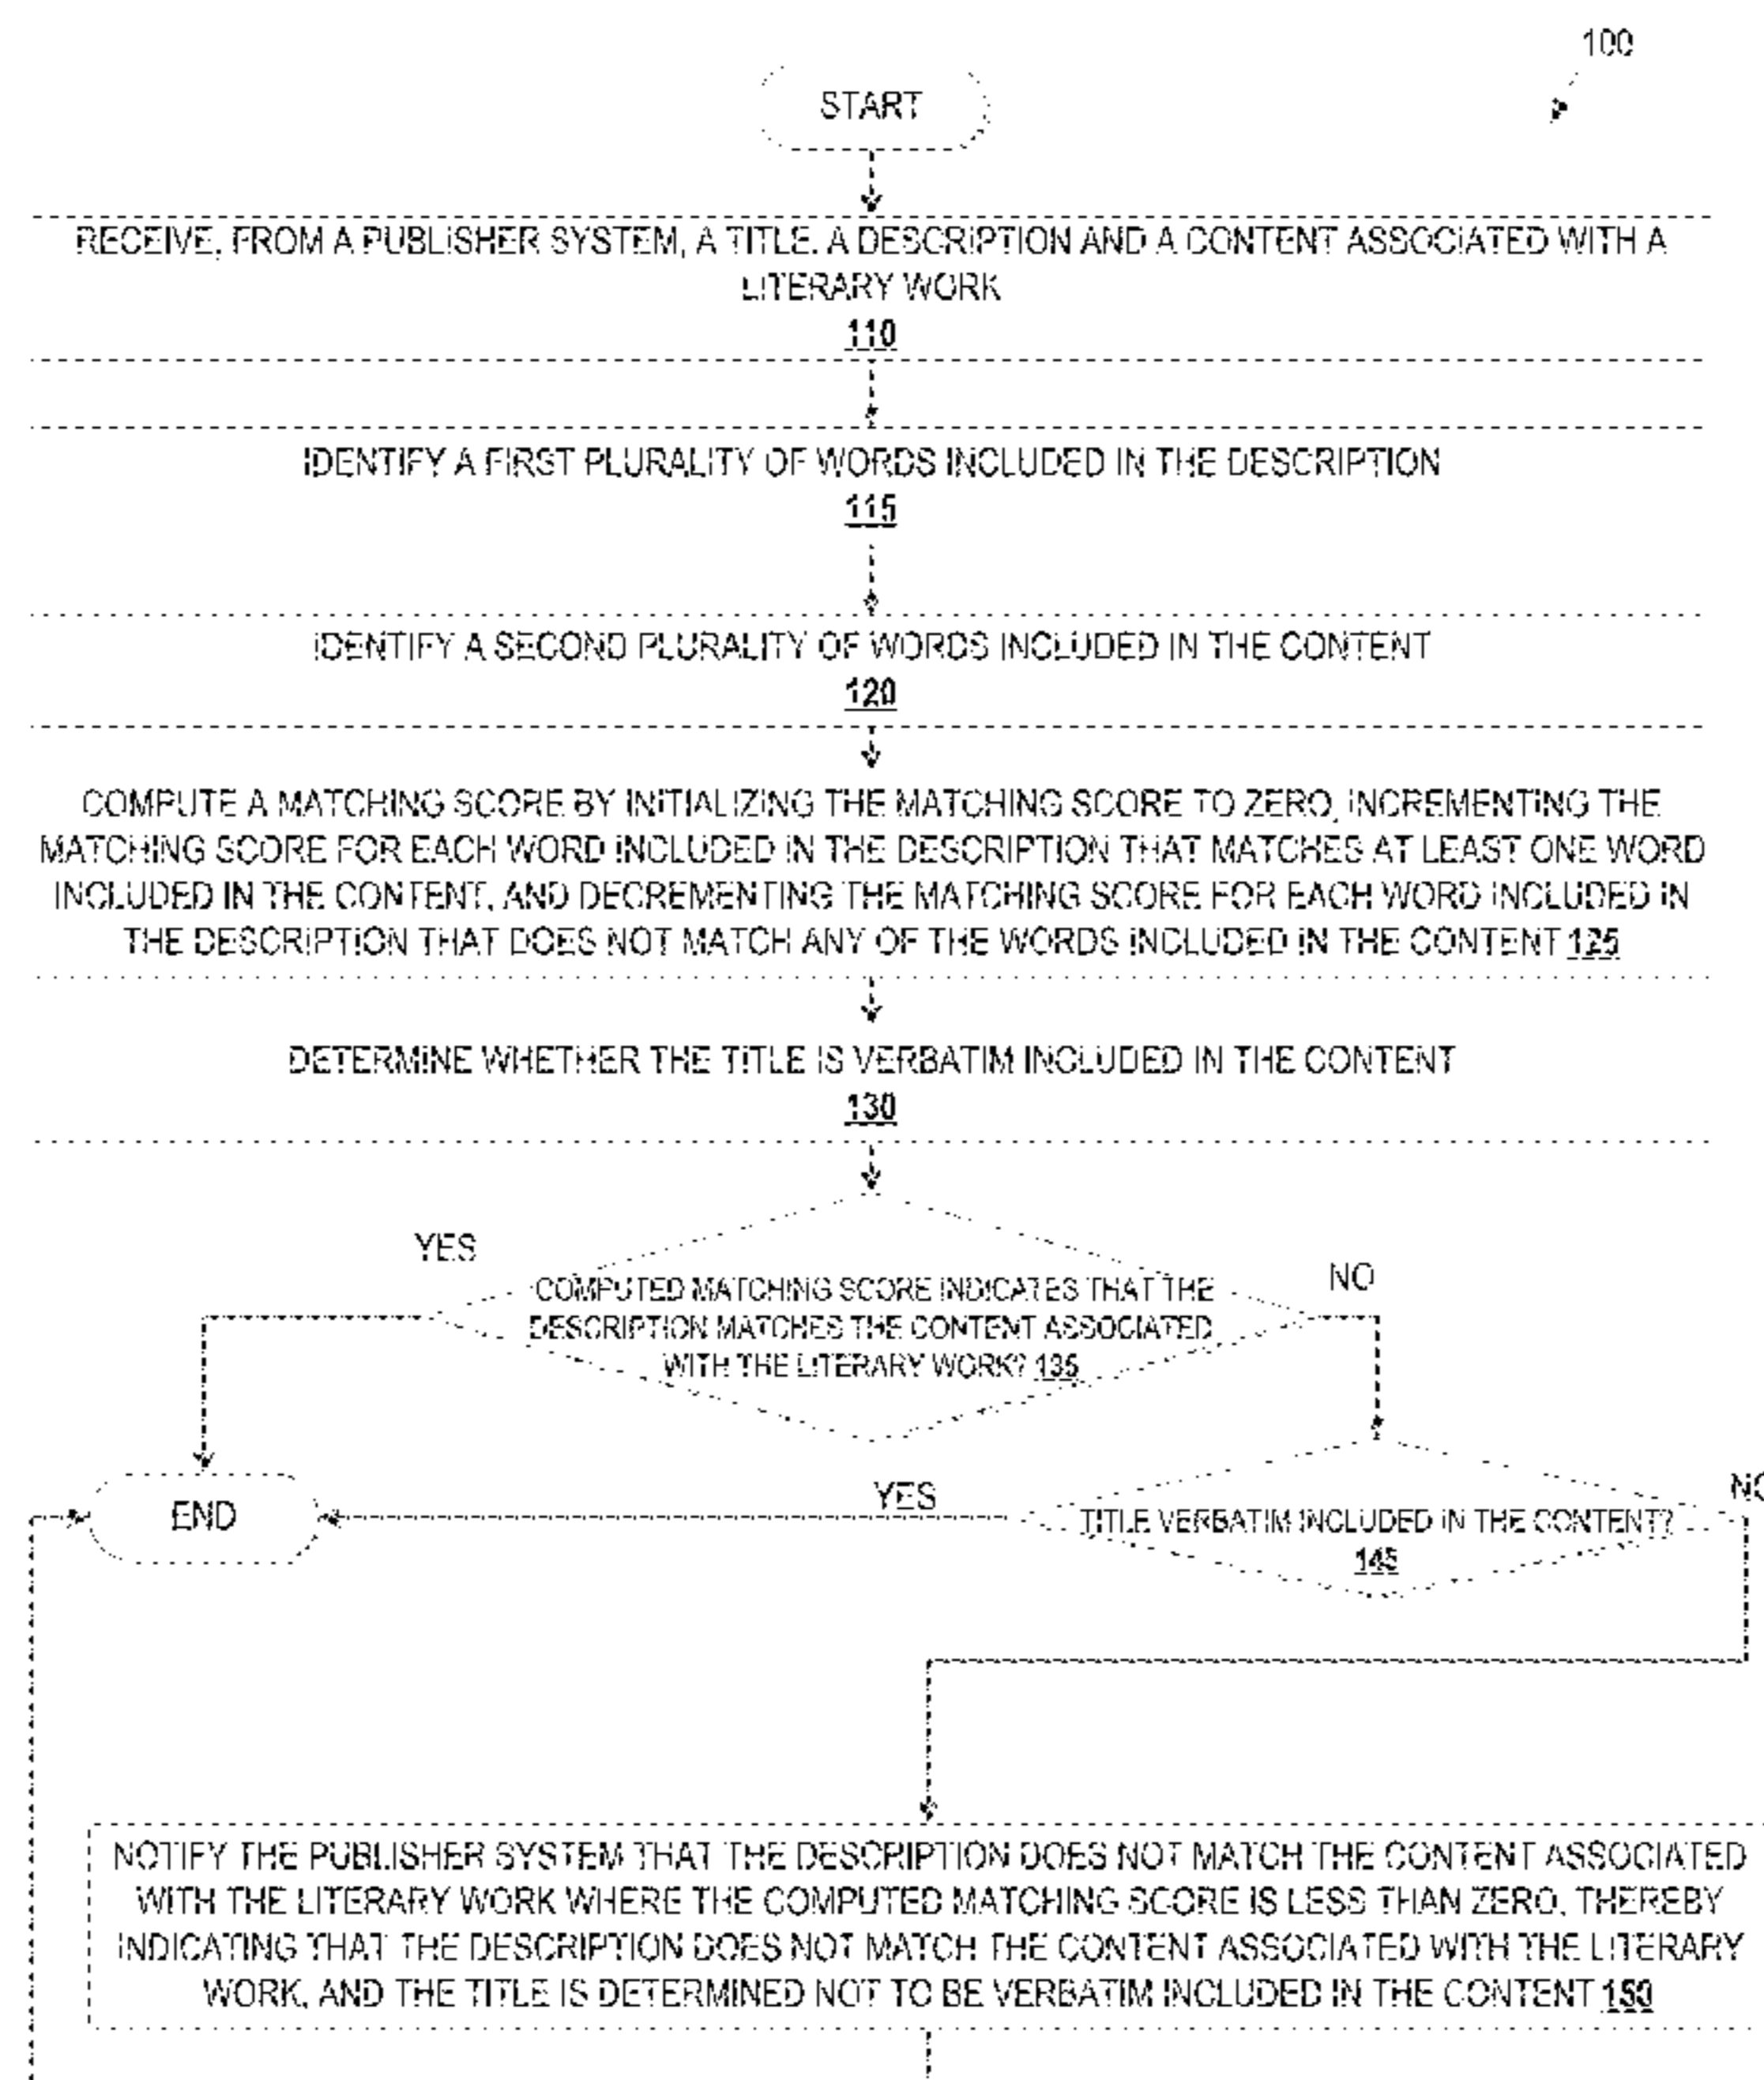 100
START
RECEIVE, FROM A PUBLISHER SYSTEM, A TITLE, A DESCRIPTION AND A CONTENT ASSOCIATED WITH A
LITERARY WORK
110
IDENTIFY A FIRST PLURALITY OF WORDS INCLUDED IN THE DESCRIPTION
115
IDENTIFY A SECOND PLURALITY OF WORDS INCLUDED IN THE CONTENT
120
COMPUTE A MATCHING SCORE BY INITIALIZING THE MATCHING SCORE TO ZERO, INCREMENTING THE
MATCHING SCORE FOR EACH WORD INCLUDED IN THE DESCRIPTION THAT MATCHES AT LEAST ONE WORD
INCLUDED IN THE CONTENT, AND DECREMENTING THE MATCHING SCORE FOR EACH WORD INCLUDED IN
THE DESCRIPTION THAT DOES NOT MATCH ANY OF THE WORDS INCLUDED IN THE CONTENT 125
DETERMINE WHETHER THE TITLE IS VERBATIM INCLUDED IN THE CONTENT
130
YES
NO
COMPUTED MATCHING SCORE INDICATES THAT THE
DESCRIPTION MATCHES THE CONTENT ASSOCIATED
WITH THE LITERARY WORK? 135
END
YES
NO
TITLE VERBATIM INCLUDED IN THE CONTENT?
145
NOTIFY THE PUBLISHER SYSTEM THAT THE DESCRIPTION DOES NOT MATCH THE CONTENT ASSOCIATED
WITH THE LITERARY WORK WHERE THE COMPUTED MATCHING SCORE IS LESS THAN ZERO, THEREBY
INDICATING THAT THE DESCRIPTION DOES NOT MATCH THE CONTENT ASSOCIATED WITH THE LITERARY
WORK, AND THE TITLE IS DETERMINED NOT TO BE VERBATIM INCLUDED IN THE CONTENT 150